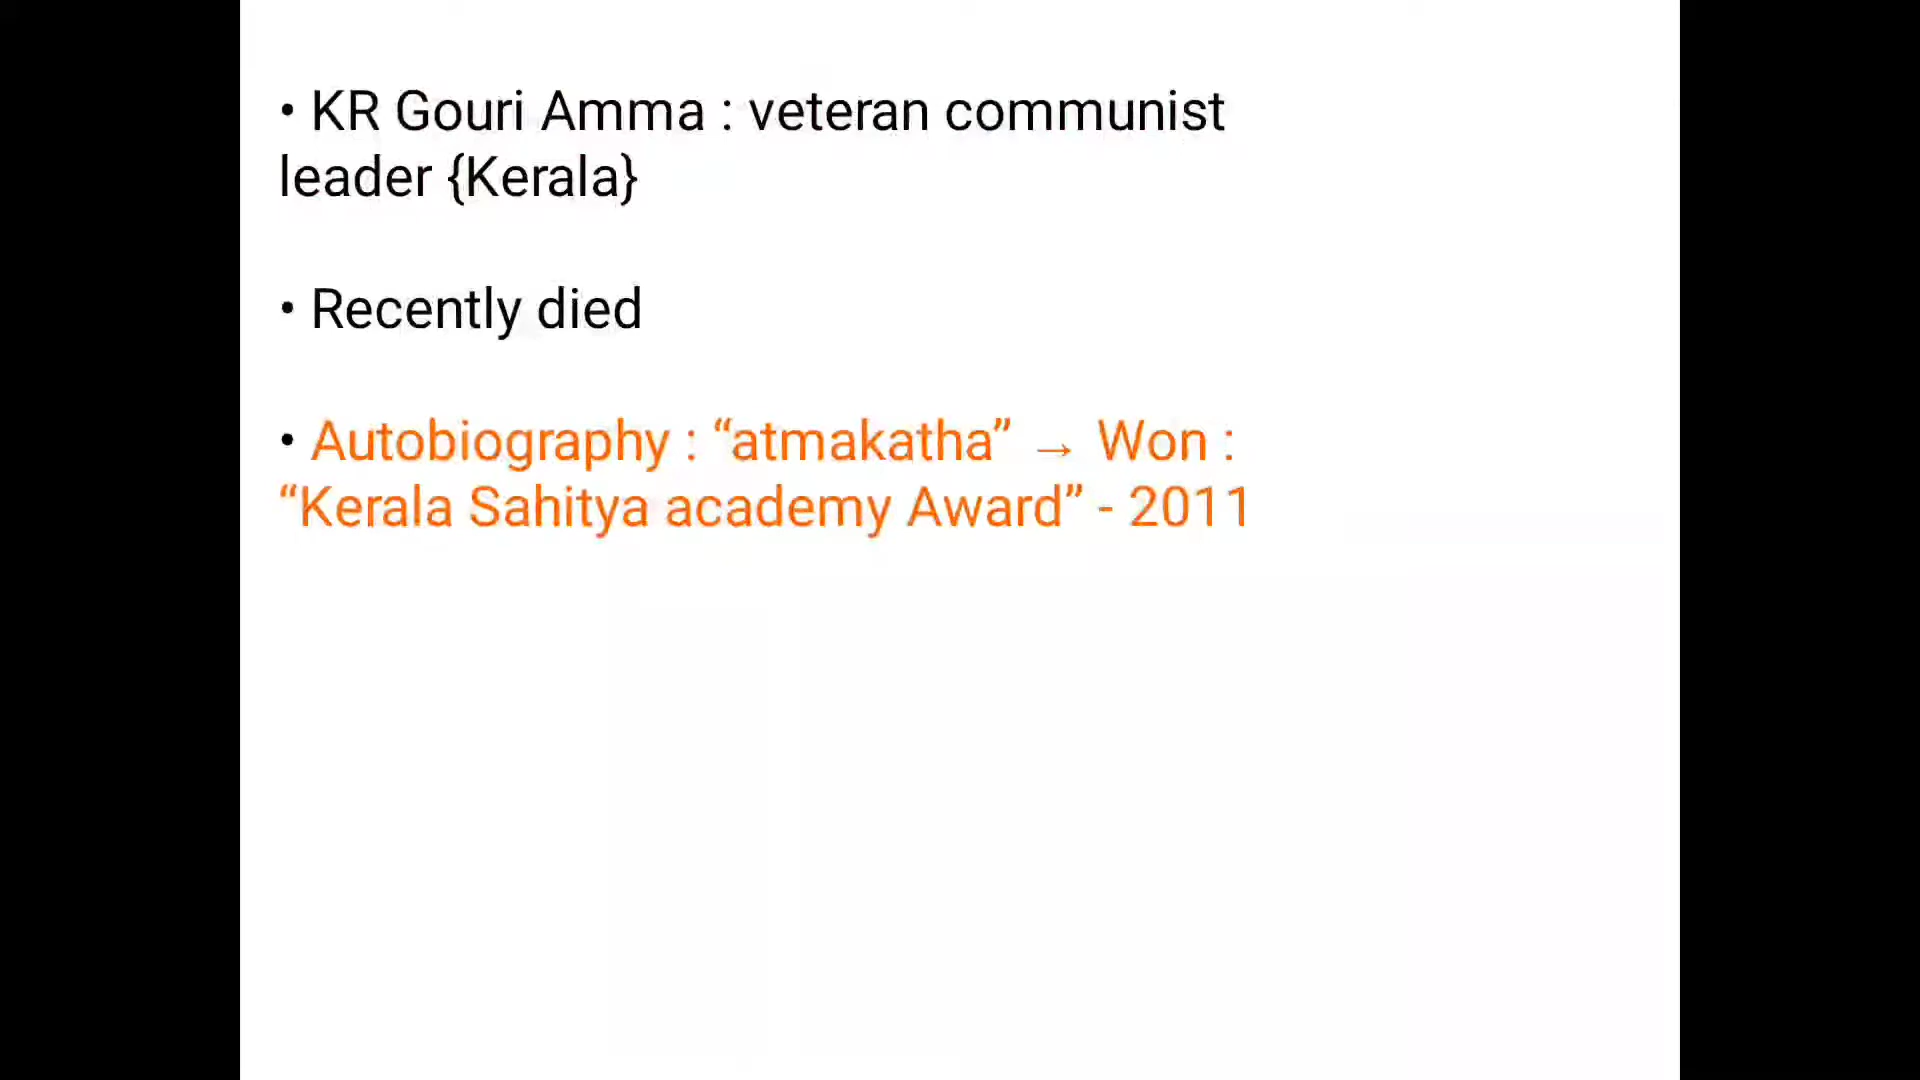 • KR Gouri Amma : veteran communist
leader {Kerala}
• Recently died
• Autobiography : “atmakatha” → Won :
“Kerala Sahitya academy Award” - 2011